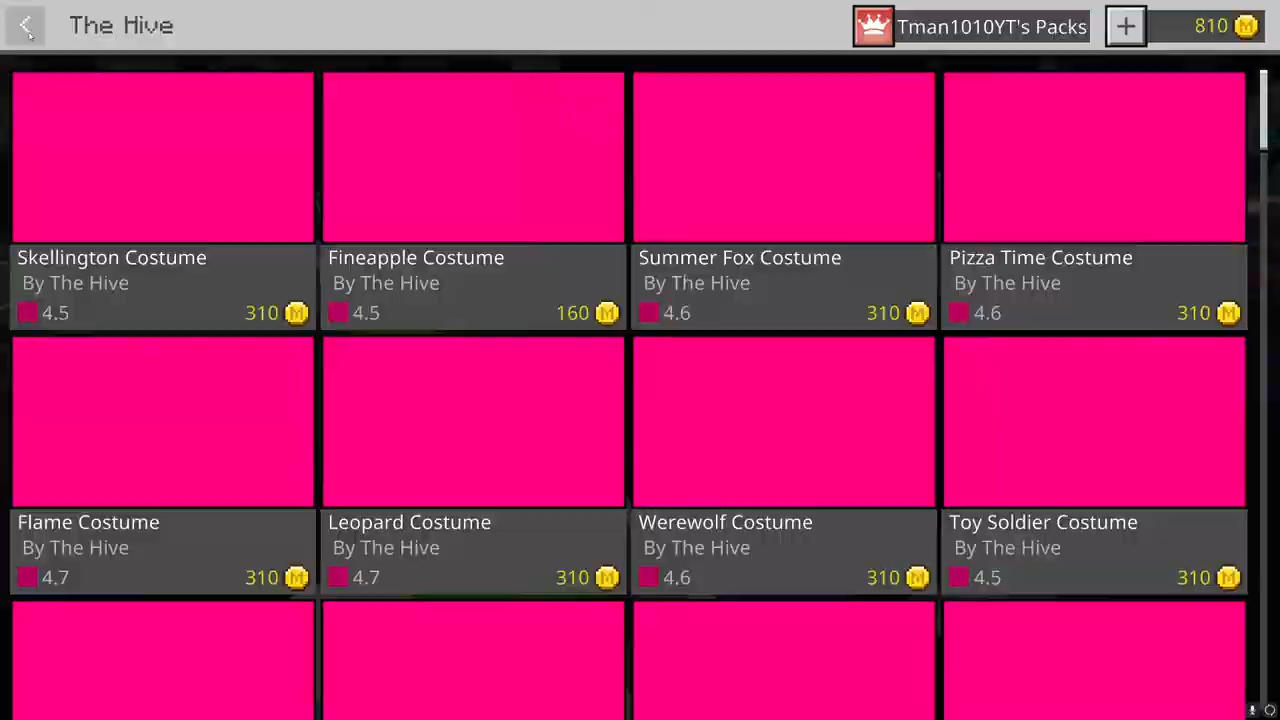 The Hive
Tman1010YT's Packs
810
Skellington Costume
By The Hive
4.5
310
Fineapple Costume
By The Hive
4.5
160
Summer Fox Costume
By The Hive
4.6
310
Pizza Time Costume
By The Hive
4.6
310
Flame Costume
By The Hive
4.7
310
Leopard Costume
By The Hive
4.7
310
Werewolf Costume
By The Hive
4.6
310
Toy Soldier Costume
By The Hive
4.5
310